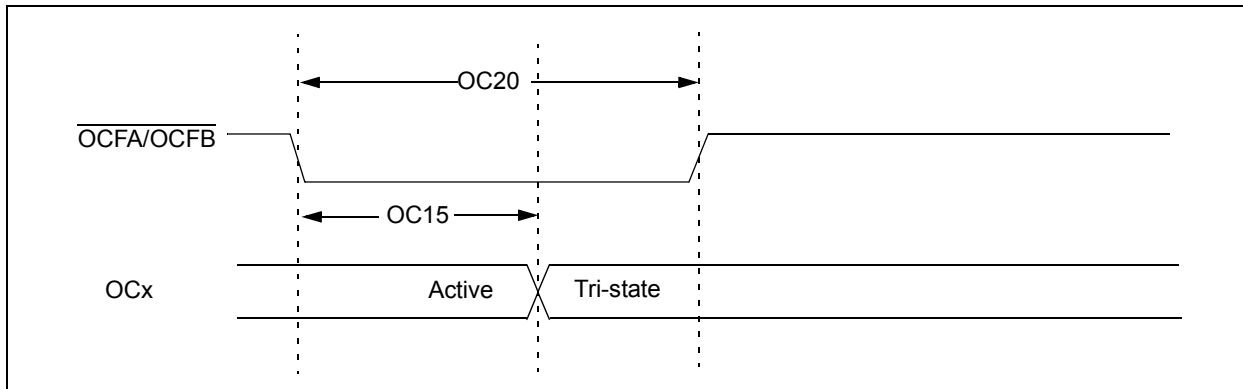 OC20
OCFA/OCFB
OC15
OCx
Active
Tri-state